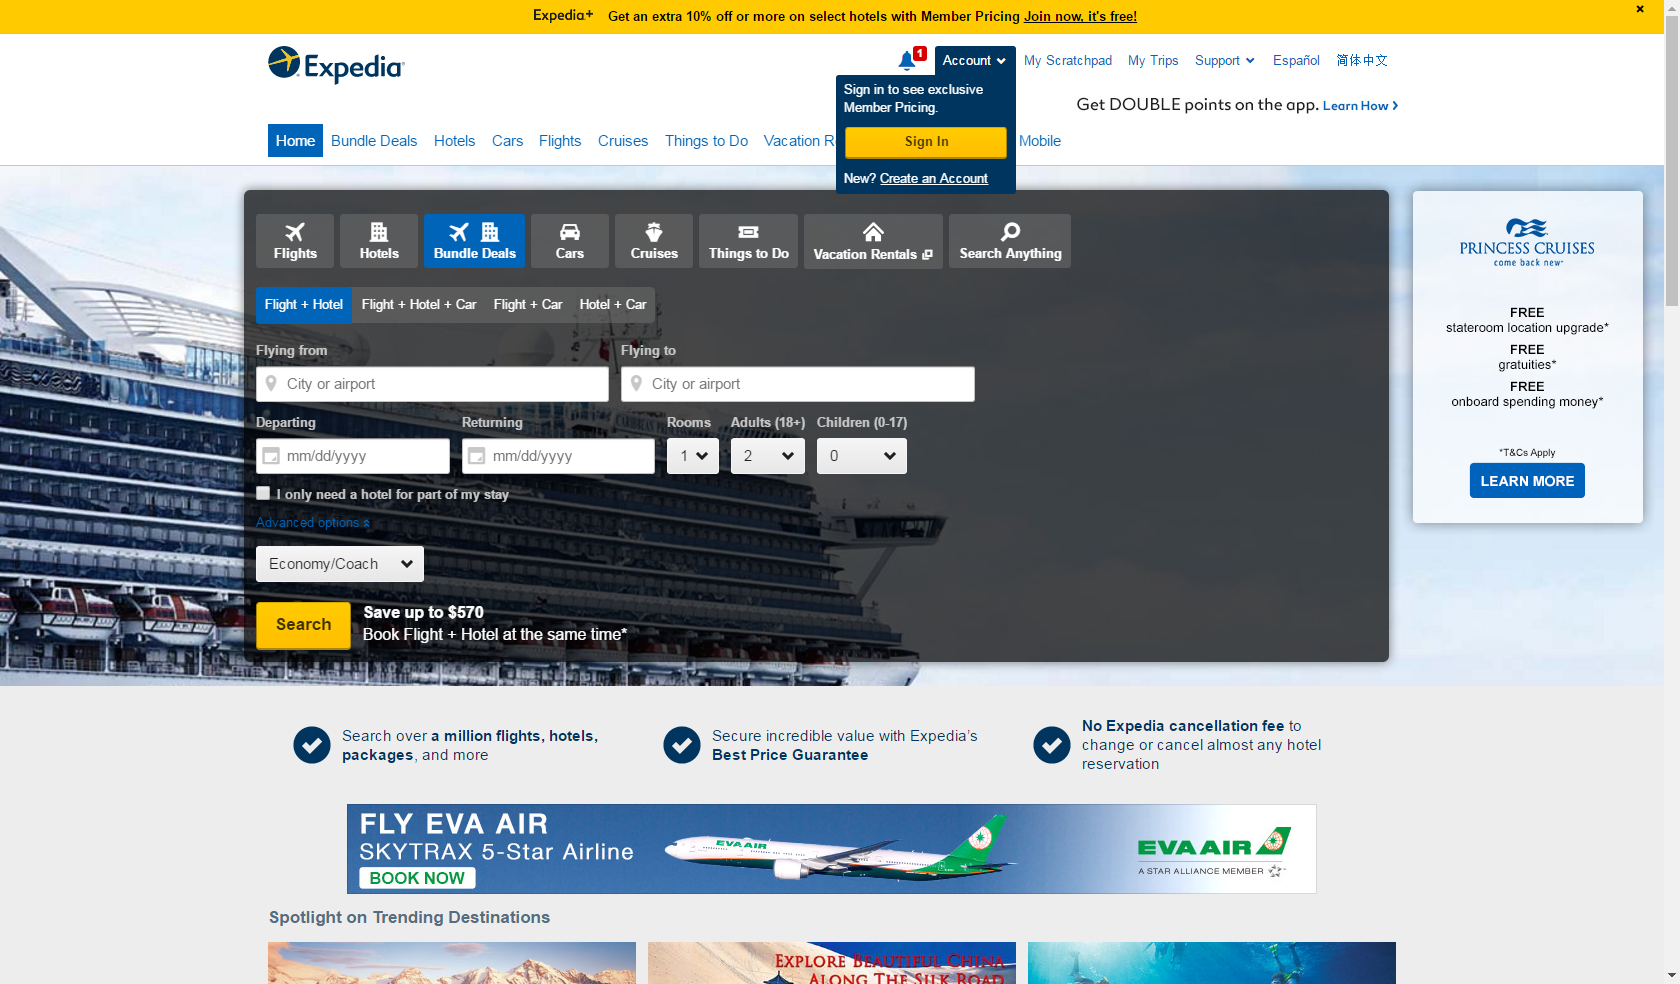 Expedia+ Get an extra 10% off or more on select hotels with Member Pricing Join now, it's free!
Expedia
1
Account
My Scratchpad
My Trips
Support
Español
简体中文
Sign in to see exclusive
Member Pricing.
Sign In
New? Create an Account
Get DOUBLE points on the app. Learn How
Home
Bundle Deals
Hotels
Cars
Flights
Cruises
Things to Do
Vacation R
Mobile
Flights
Hotels
Bundle Deals
Cars
Cruises
Things to Do
Vacation Rentals
Search Anything
Flight + Hotel
Flight + Hotel + Car
Flight + Car
Hotel + Car
Flying from
Flying to
City or airport
City or airport
Departing
Returning
Rooms
Adults (18+)
Children (0-17)
mm/dd/yyyy
mm/dd/yyyy
1
2
0
I only need a hotel for part of my stay
Advanced options
Economy/Coach
Search
Save up to $570
Book Flight + Hotel at the same time*
PRINCESS CRUISES
come back new
FREE
stateroom location upgrade*
FREE
gratuities*
FREE
onboard spending money*
*T&Cs Apply
LEARN MORE
Search over a million flights, hotels,
packages, and more
Secure incredible value with Expedia's
Best Price Guarantee
No Expedia cancellation fee to
change or cancel almost any hotel
reservation
FLY EVA AIR
SKYTRAX 5-Star Airline
BOOK NOW
EVA AIR
EVA AIR
A STAR ALLIANCE MEMBER
Spotlight on Trending Destinations
EXPLORE BEAUTIFUL CHINA
ALONG THE SILK ROAD